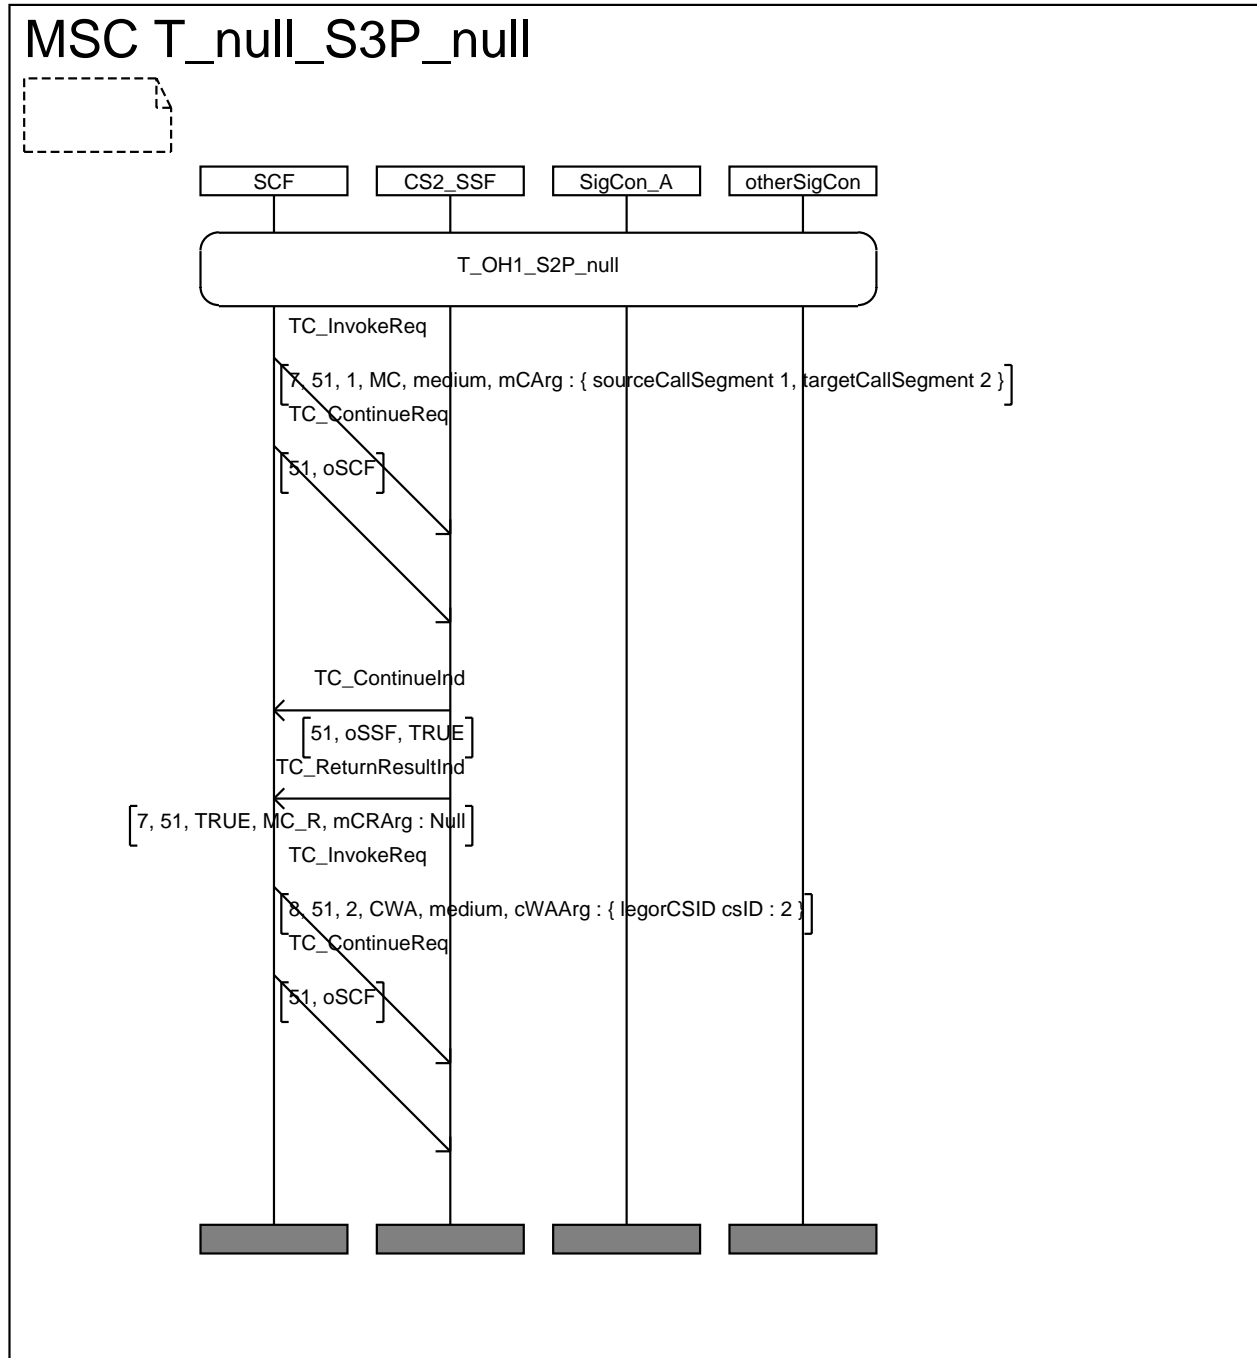 MSC T_null_S3P_null
SCF CS2_SSF SigCon_A otherSigCon
T_OH1_S2P_null
TC_InvokeReq
7, 51, 1, MC, medium, mCArg : { sourceCallSegment 1, targetCallSegment 2 }
TC_ContinueReq
51, oSCF
TC_ContinueInd
51, oSSF, TRUE
TC_ReturnResultInd
7, 51, TRUE, MC_R, mCRArg : Null
TC_InvokeReq
8, 51, 2, CWA, medium, cWAArg : { legorCSID csID : 2 }
TC_ContinueReq
51, oSCF